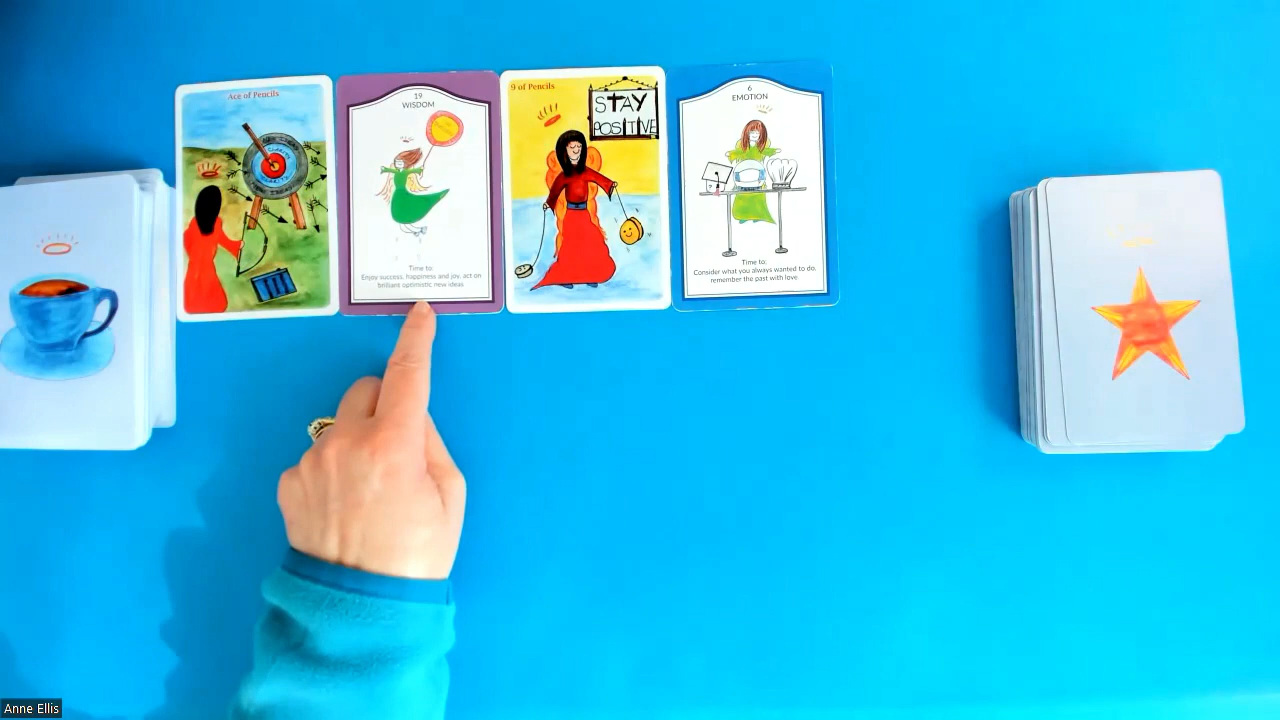 Ace of Pencils
CLARITY
19
WISDOM
Time to:
Enjoy success, happiness and joy, act on
brilliant optimistic new ideas
9 of Pencils
STAY
POSITIVE
6
EMOTION
Time to:
Consider what you always wanted to do,
remember the past with love
Anne Ellis